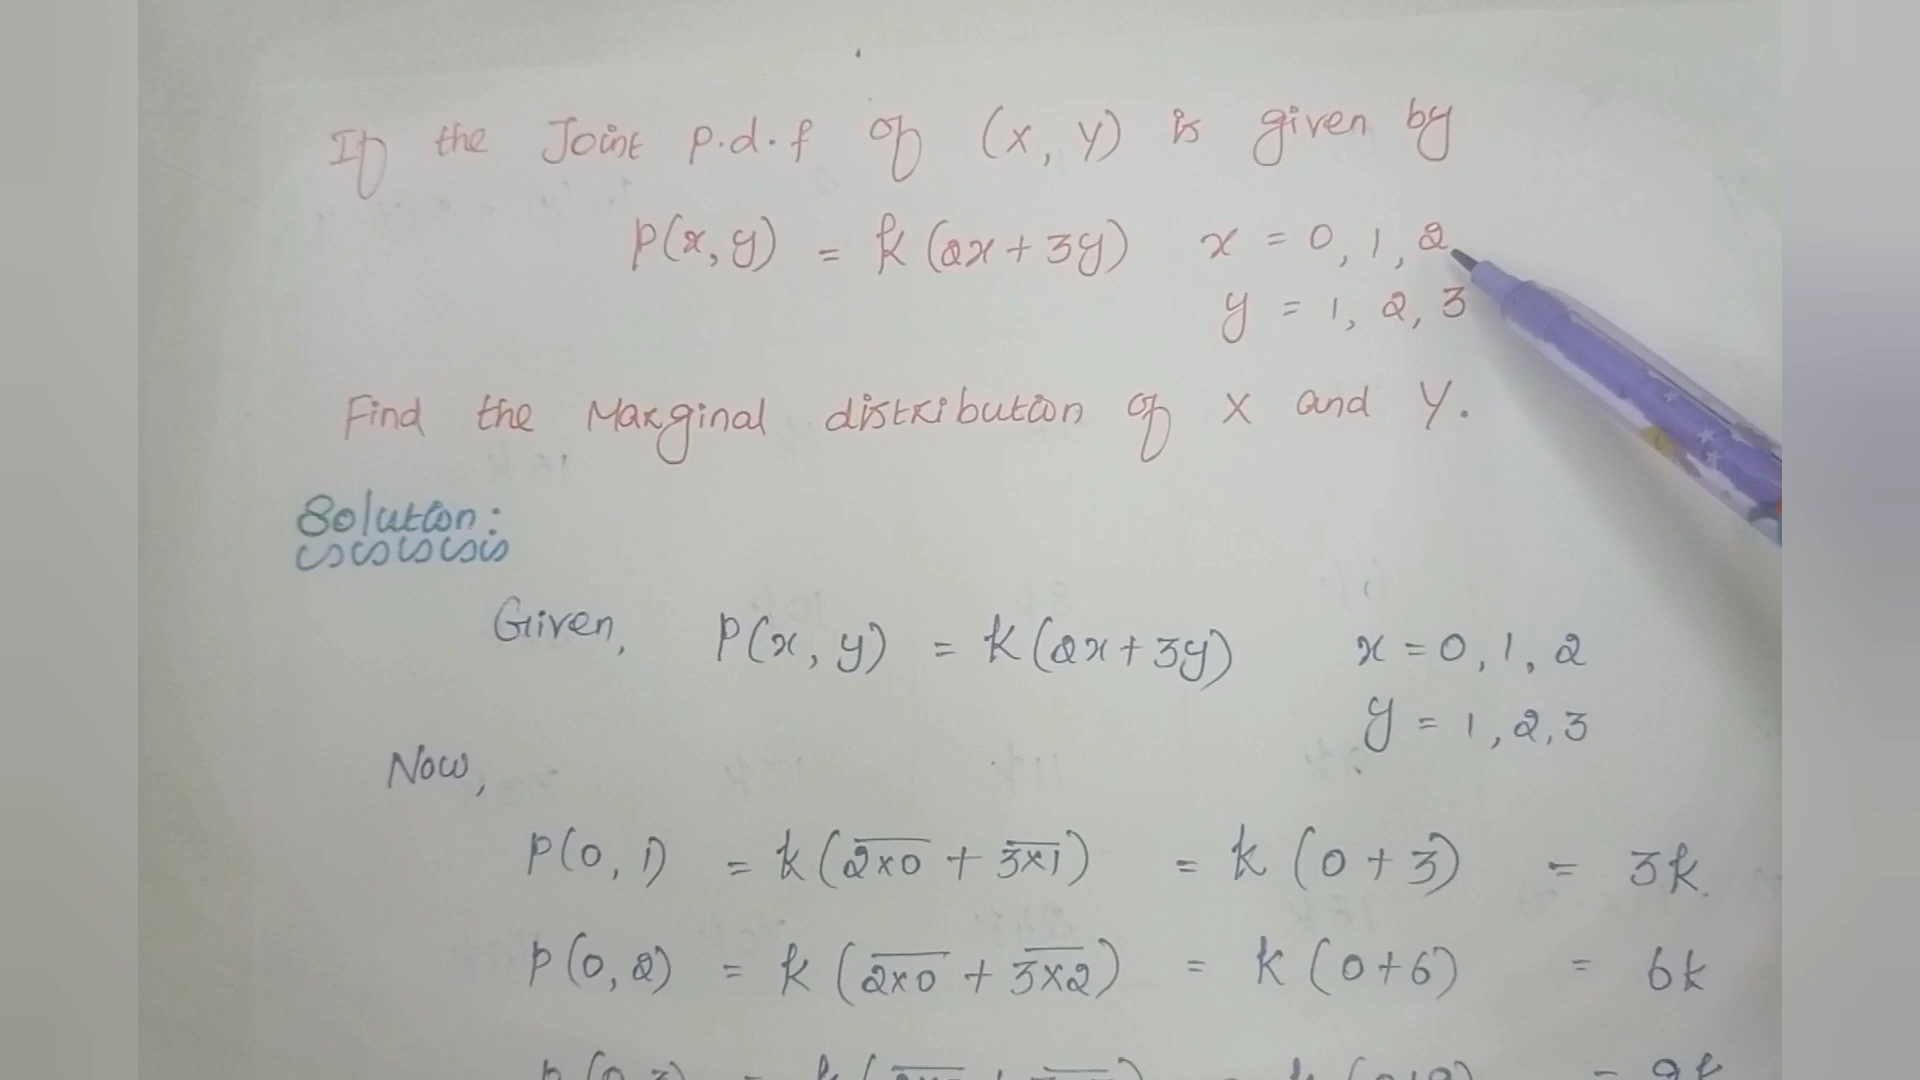 If the Joint p.d.f of (X, Y) is given by
P(x, y) = k (2x + 3y) x = 0, 1, 2
y = 1, 2, 3
Find the Marginal distribution of X and Y.
Solution:
Given, P(x, y) = k(2x + 3y) x = 0, 1, 2
y = 1, 2, 3
Now,
P(0, 1) = k (2×0 + 3×1) = k (0 + 3) = 3k.
P(0, 2) = k (2×0 + 3×2) = k (0+6) = 6k